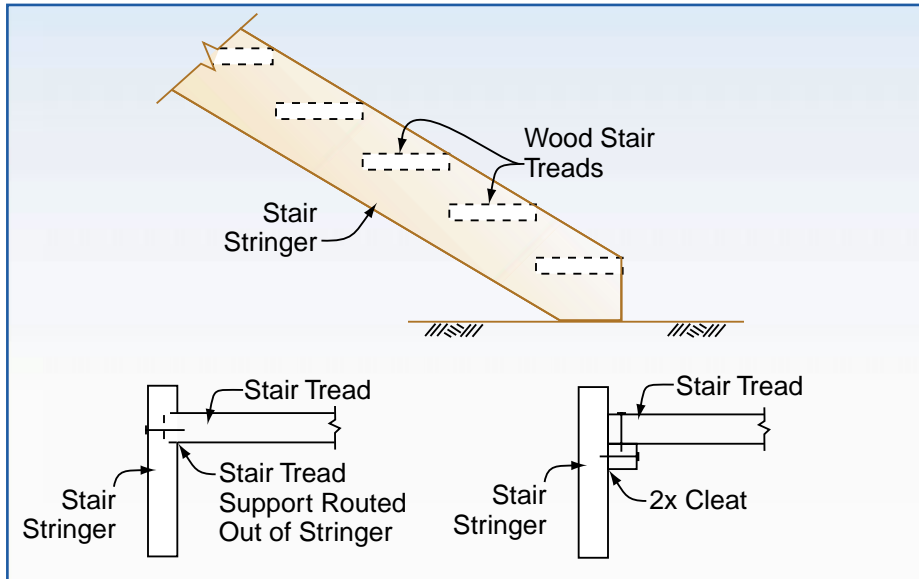 Wood Stair
Treads
Stair
Stringer
Stair Tread
Stair Tread
Support Routed
Out of Stringer
Stair
Stringer
Stair Tread
2x Cleat
Stair
Stringer